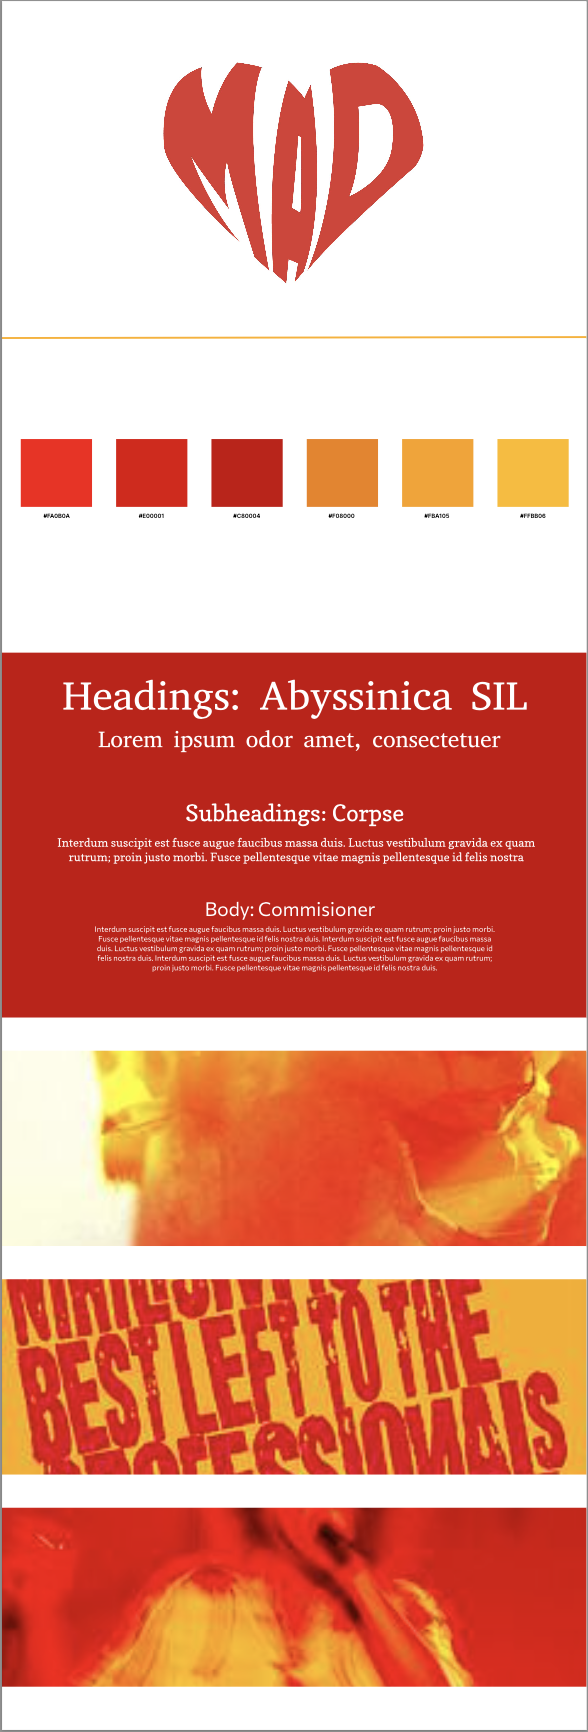 MAD
#FA0B0A #E00001 #C80004 #F08000 #FBA105 #FFBB06
Headings: Abyssinica SIL
Lorem ipsum odor amet, consectetuer
Subheadings: Corpse
Interdum suscipit est fusce augue faucibus massa duis. Luctus vestibulum gravida ex quam
rutrum; proin justo morbi. Fusce pellentesque vitae magnis pellentesque id felis nostra
Body: Commisioner
Interdum suscipit est fusce augue faucibus massa duis. Luctus vestibulum gravida ex quam rutrum; proin justo morbi.
Fusce pellentesque vitae magnis pellentesque id felis nostra duis. Interdum suscipit est fusce augue faucibus massa
duis. Luctus vestibulum gravida ex quam rutrum; proin justo morbi. Fusce pellentesque vitae magnis pellentesque id
felis nostra duis. Interdum suscipit est fusce augue faucibus massa duis. Luctus vestibulum gravida ex quam rutrum;
proin justo morbi. Fusce pellentesque vitae magnis pellentesque id felis nostra duis.
BEST LEFT TO THE
PROFESSIONALS